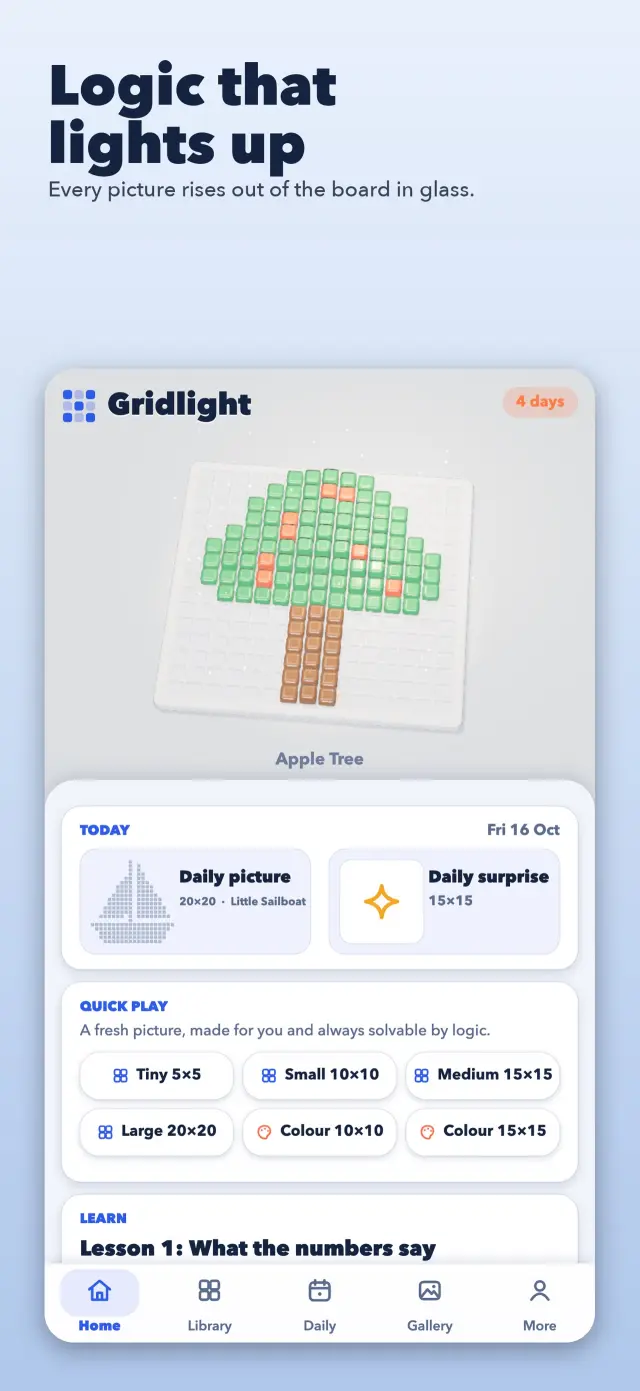 Logic that
lights up
Every picture rises out of the board in glass.
Gridlight
4 days
Apple Tree
TODAY
Fri 16 Oct
Daily picture
20×20 · Little Sailboat
Daily surprise
15×15
QUICK PLAY
A fresh picture, made for you and always solvable by logic.
Tiny 5×5
Small 10×10
Medium 15×15
Large 20×20
Colour 10×10
Colour 15×15
LEARN
Lesson 1: What the numbers say
Home
Library
Daily
Gallery
More